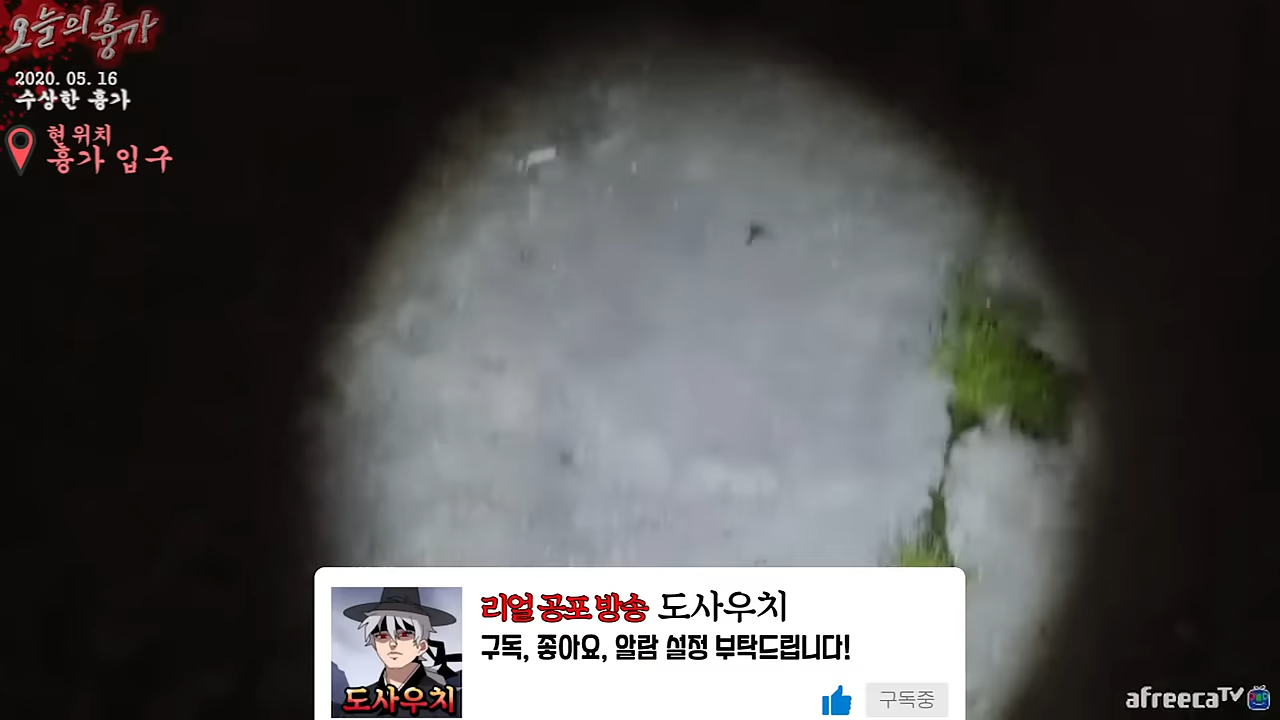 오늘의 흉가
2020. 05. 16
수상한 흉가
현 위치
흉가 입구
리얼 공포 방송 도사우치
구독, 좋아요, 알람 설정 부탁드립니다!
도사우치
구독중
afreecaTV